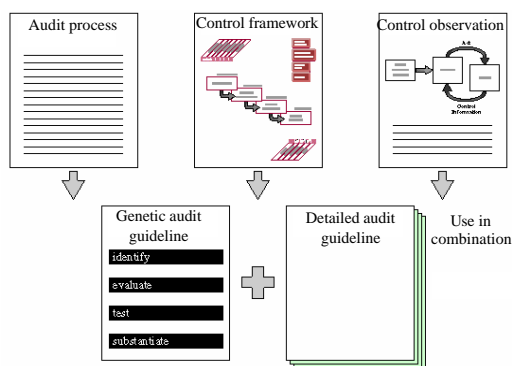 Audit process
Control framework
Control observation
Control
Information
Genetic audit
guideline
identify
evaluate
test
substantiate
Detailed audit
guideline
Use in
combination